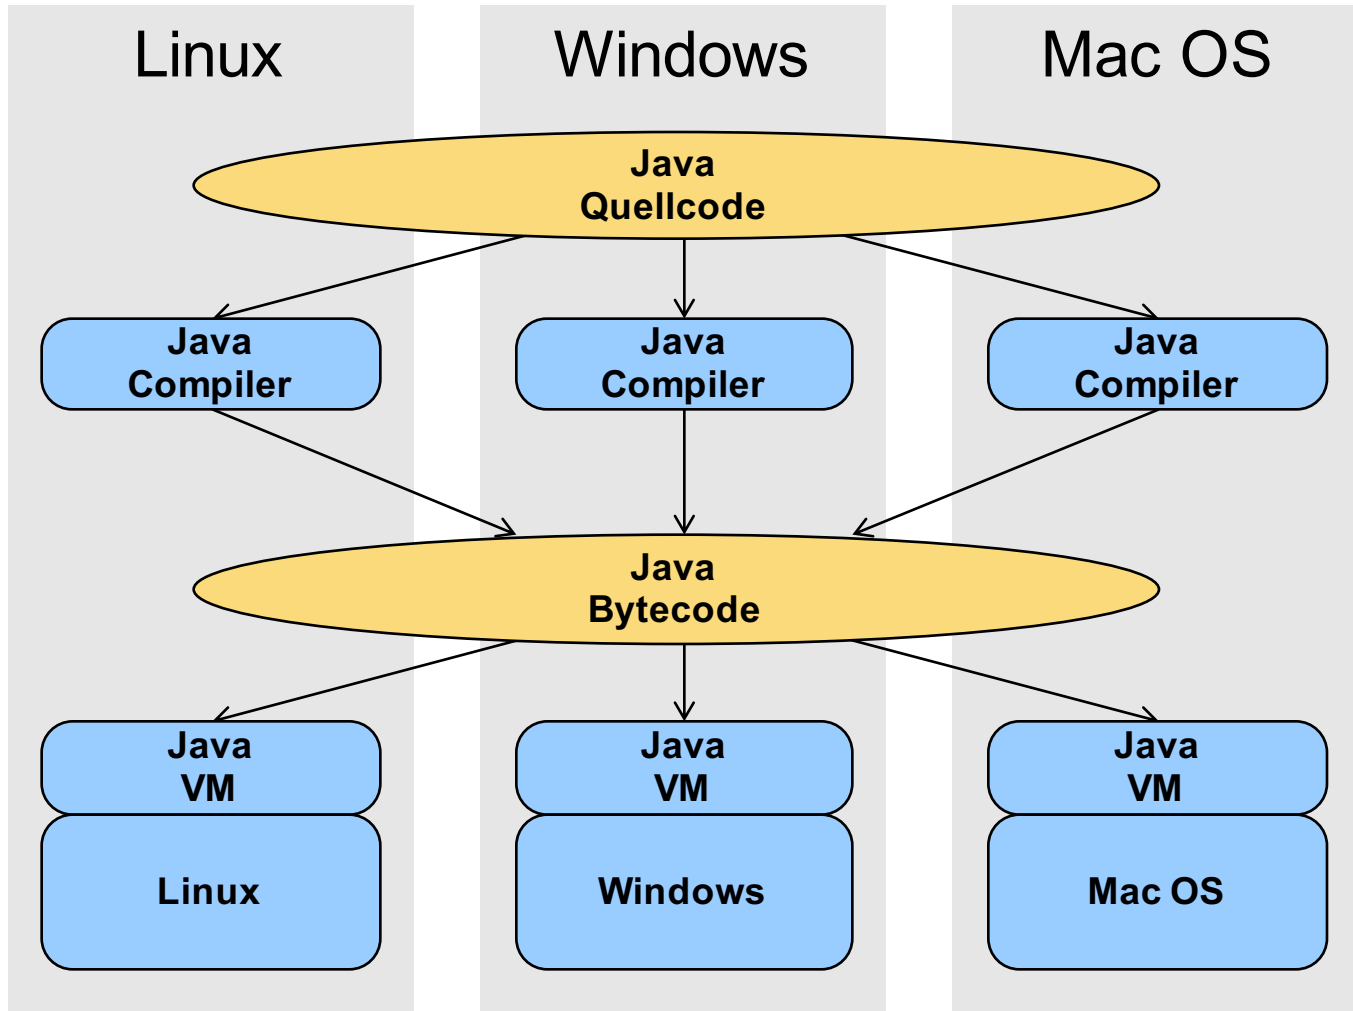 Linux
Windows
Mac OS
Java
Quellcode
Java
Compiler
Java
Compiler
Java
Compiler
Java
Bytecode
Java
VM
Java
VM
Java
VM
Linux
Windows
Mac OS